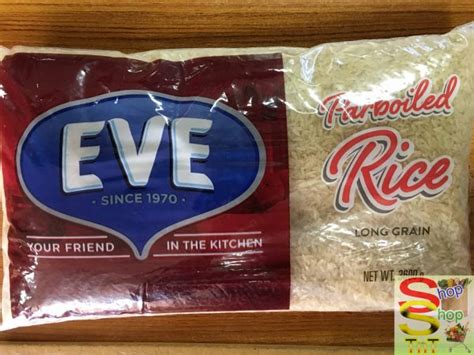 EVE
· SINCE 1970 ·
YOUR FRIEND IN THE KITCHEN
Parboiled
Rice
LONG GRAIN
NET WT.
Shop
Shop